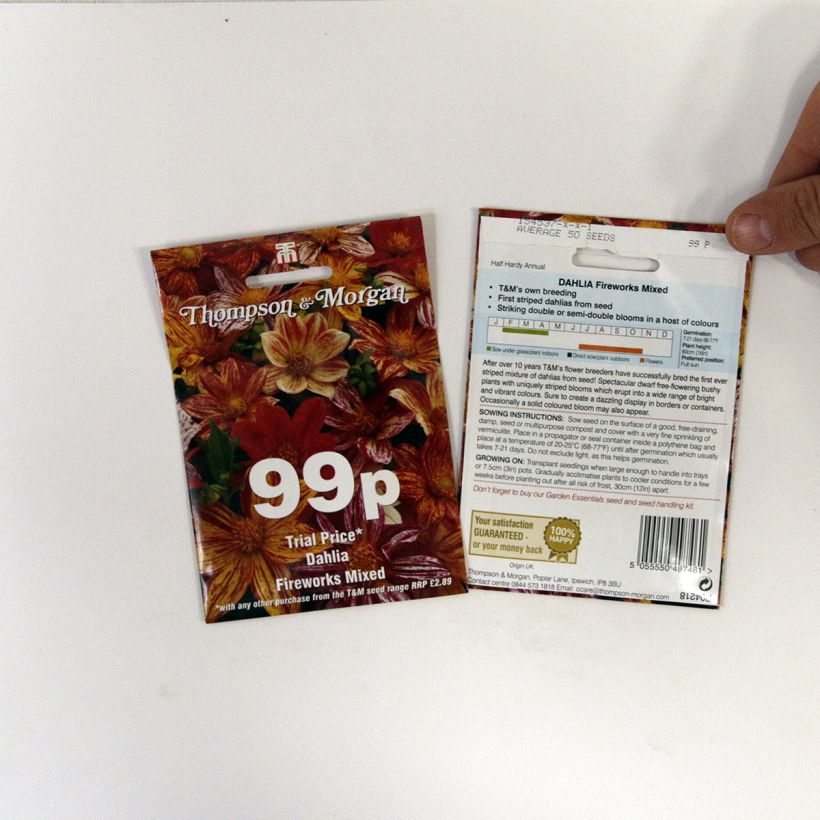 Thompson & Morgan
99p
Trial Price*
Dahlia
Fireworks Mixed
*with any other purchase from the T&M seed range RRP £2.89
AVERAGE 50 SEEDS
99 P
Half Hardy Annual
DAHLIA Fireworks Mixed
• T&M's own breeding
• First striped dahlias from seed
• Striking double or semi-double blooms in a host of colours
J F M A M J J A S O N D
Sow under glass/plant indoors Direct sow/plant outdoors Flowers
Germination:
7-21 days 68-77°F
Plant height:
Preferred position:
Full sun
After over 10 years T&M's flower breeders have successfully bred the first ever
striped mixture of dahlias from seed! Spectacular dwarf free-flowering bushy
plants with uniquely striped blooms which erupt into a wide range of bright
and vibrant colours. Sure to create a dazzling display in borders or containers.
Occasionally a solid coloured bloom may also appear.
SOWING INSTRUCTIONS: Sow seed on the surface of a good, free-draining,
damp, seed or multipurpose compost and cover with a very fine sprinkling of
vermiculite. Place in a propagator or seal container inside a polythene bag and
place at a temperature of 20-25°C (68-77°F) until after germination which usually
takes 7-21 days. Do not exclude light, as this helps germination.
GROWING ON: Transplant seedlings when large enough to handle into trays
or 7.5cm (3in) pots. Gradually acclimatise plants to cooler conditions for a few
weeks before planting out after all risk of frost, 30cm (12in) apart.
Don't forget to buy our Garden Essentials seed and seed handling kit.
Your satisfaction
GUARANTEED -
or your money back
100%
HAPPY
Origin UK
5 055550 497481 >
Thompson & Morgan, Poplar Lane, Ipswich, IP8 3BU
Contact centre 0844 573 1818 Email: ccare@thompson-morgan.com